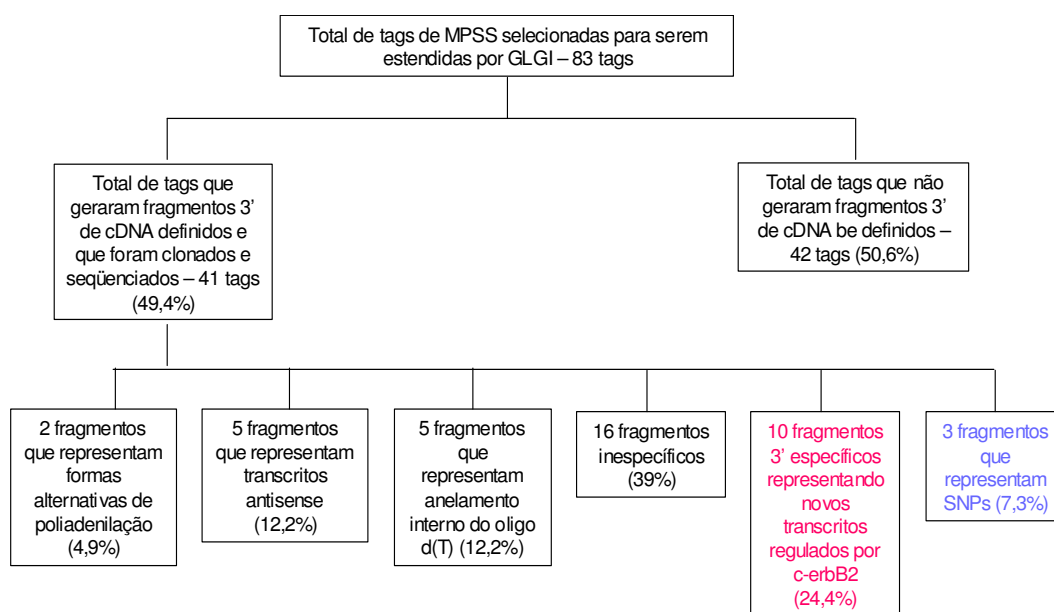 Total de tags de MPSS selecionadas para serem
estendidas por GLGI – 83 tags
Total de tags que
geraram fragmentos 3’
de cDNA definidos e
que foram clonados e
seqüenciados – 41 tags
(49,4%)
Total de tags que não
geraram fragmentos 3’
de cDNA be definidos –
42 tags (50,6%)
2 fragmentos
que representam
formas
alternativas de
poliadenilação
(4,9%)
5 fragmentos
que representam
transcritos
antisense
(12,2%)
5 fragmentos
que
representam
anelamento
interno do oligo
d(T) (12,2%)
16 fragmentos
inespecíficos
(39%)
10 fragmentos
3’ específicos
representando
novos
transcritos
regulados por
c-erbB2
(24,4%)
3 fragmentos
que
representam
SNPs (7,3%)